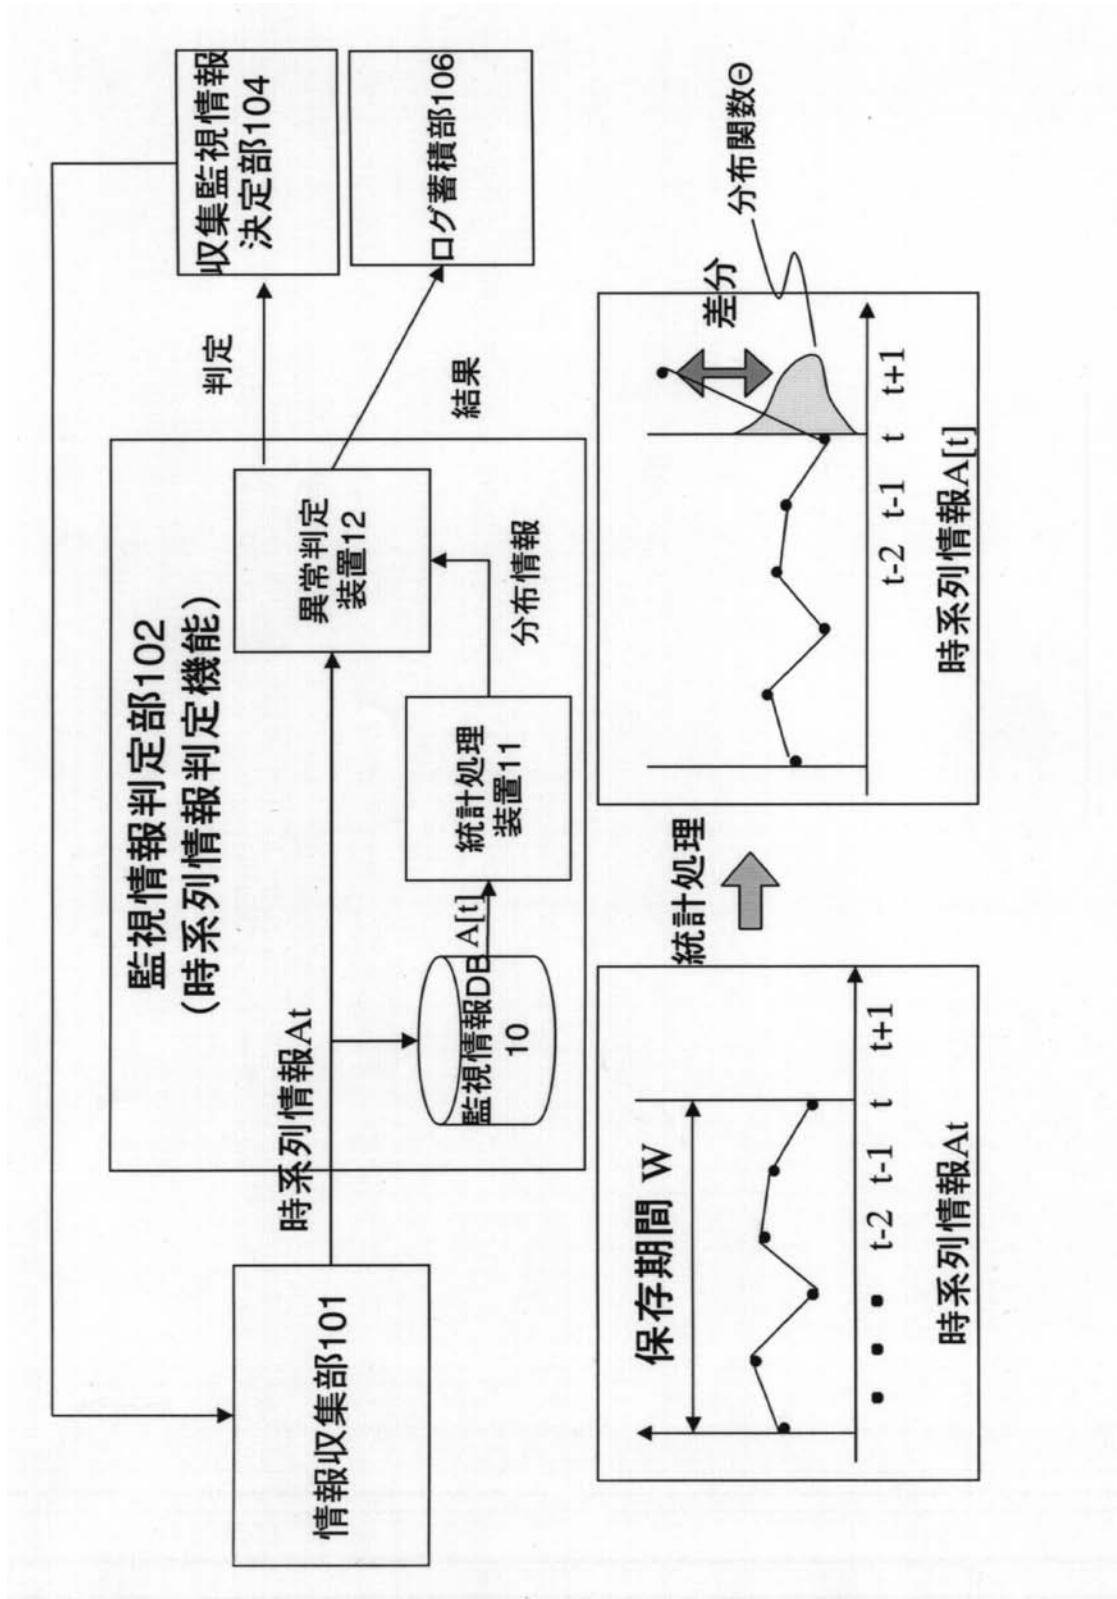 収集監視情報
決定部104
ログ蓄積部106
判定
結果
監視情報判定部102
(時系列情報判定機能)
異常判定
装置12
分布情報
統計処理
装置11
A[t]
監視情報DB
10
時系列情報At
情報収集部101
保存期間 W
t-2 t-1 t t+1
時系列情報At
統計処理
差分
分布関数Θ
t-2 t-1 t t+1
時系列情報A[t]